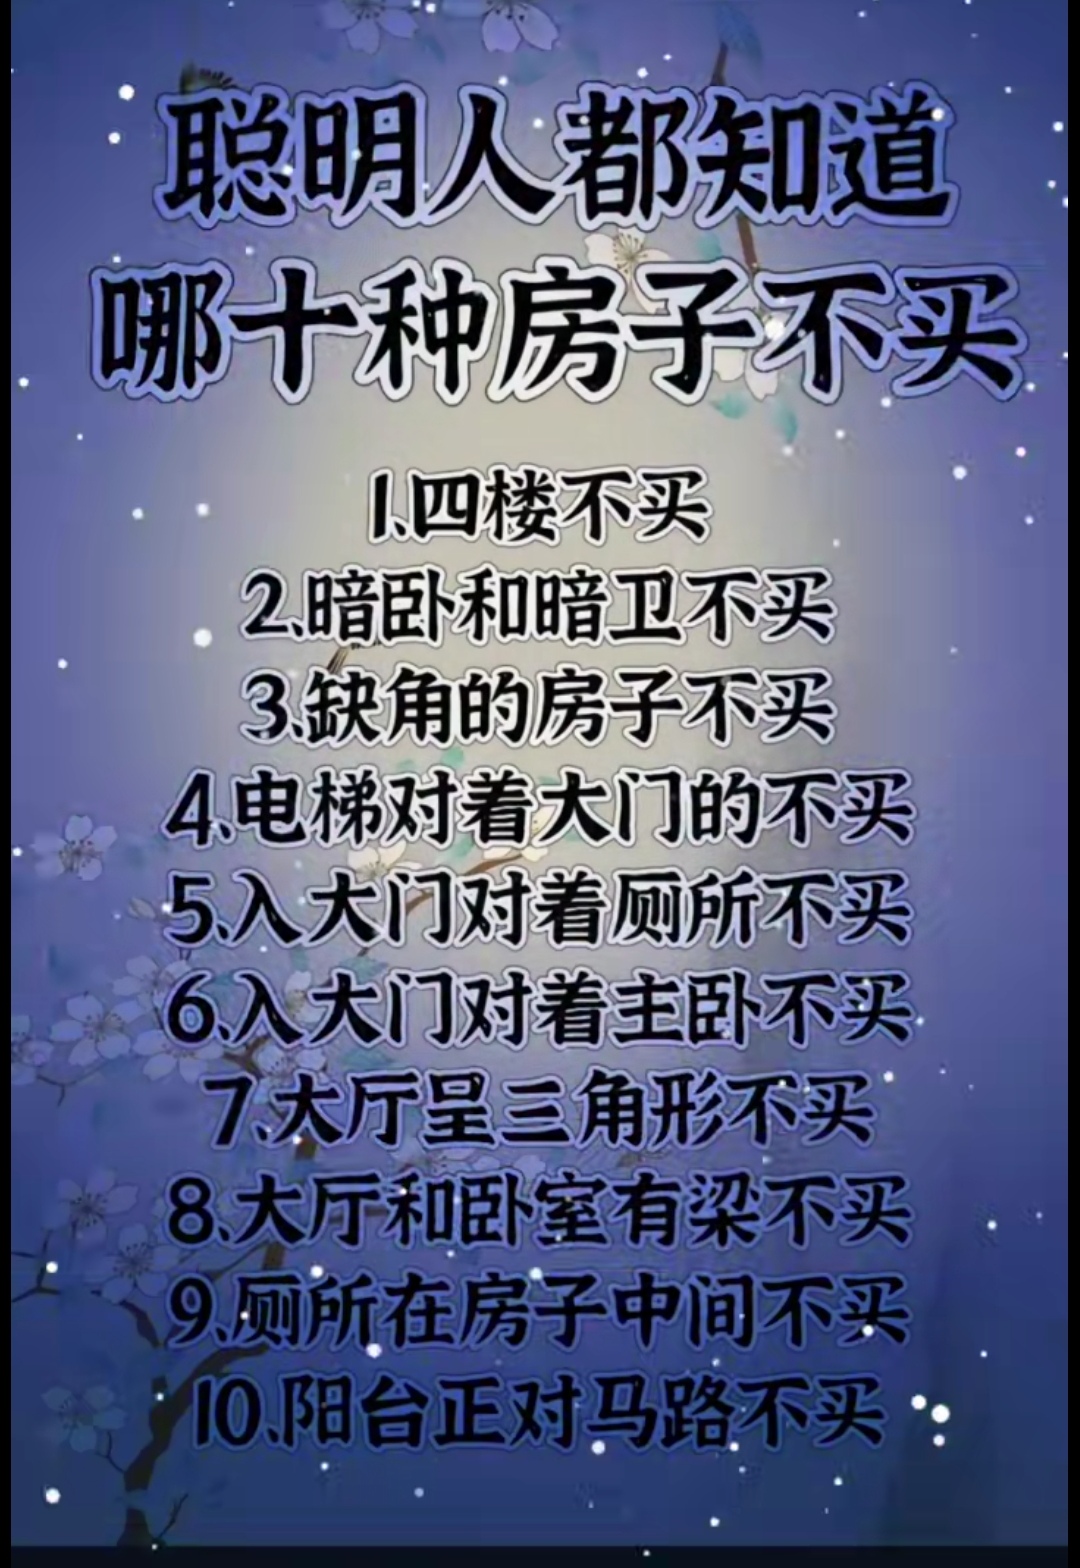 聪明人都知道
哪十种房子不买
1.四楼不买
2.暗卧和暗卫不买
3.缺角的房子不买
4.电梯对着大门的不买
5.入大门对着厕所不买
6.入大门对着主卧不买
7.大厅呈三角形不买
8.大厅和卧室有梁不买
9.厕所在房子中间不买
10.阳台正对马路不买